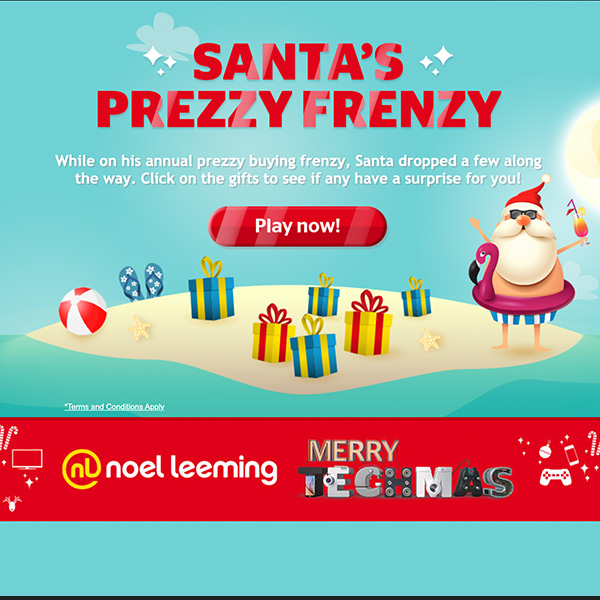 SANTA'S
PREZZY FRENZY
While on his annual prezzy buying frenzy, Santa dropped a few along
the way. Click on the gifts to see if any have a surprise for you!
Play now!
*Terms and Conditions Apply
nl noel leeming
MERRY
TECHMAS